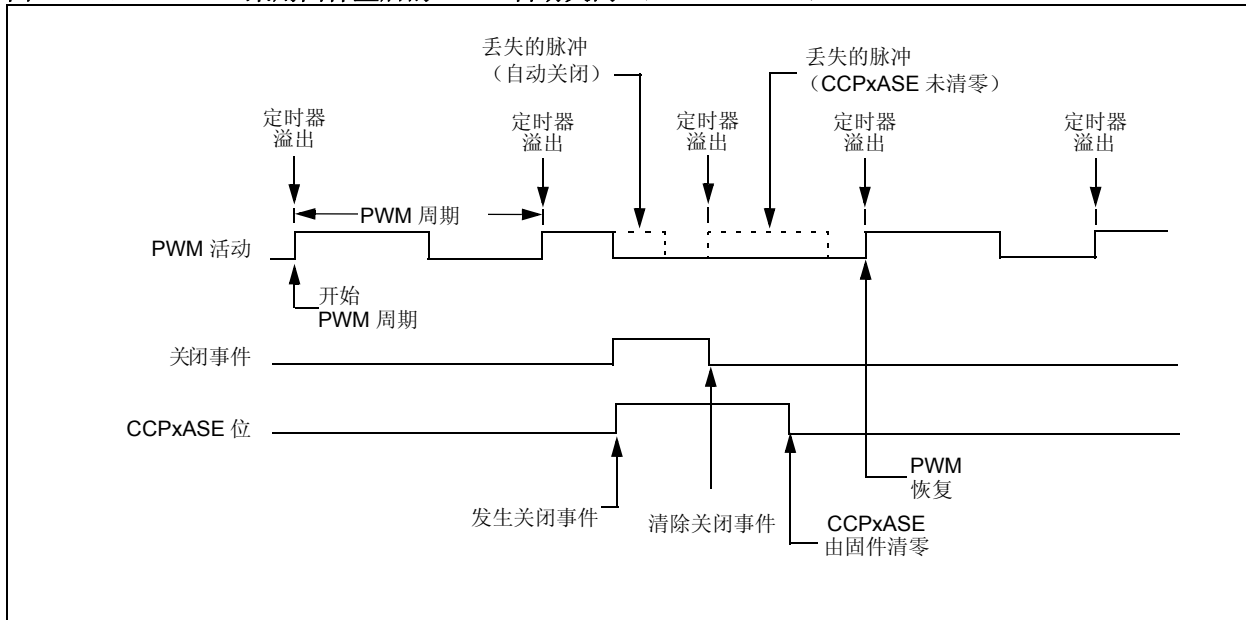 丢失的脉冲
（自动关闭）
丢失的脉冲
（CCPxASE 未清零）
定时器
溢出
定时器
溢出
定时器
溢出
定时器
溢出
定时器
溢出
PWM 周期
PWM 活动
开始
PWM 周期
关闭事件
CCPxASE 位
发生关闭事件
清除关闭事件
PWM
恢复
CCPxASE
由固件清零